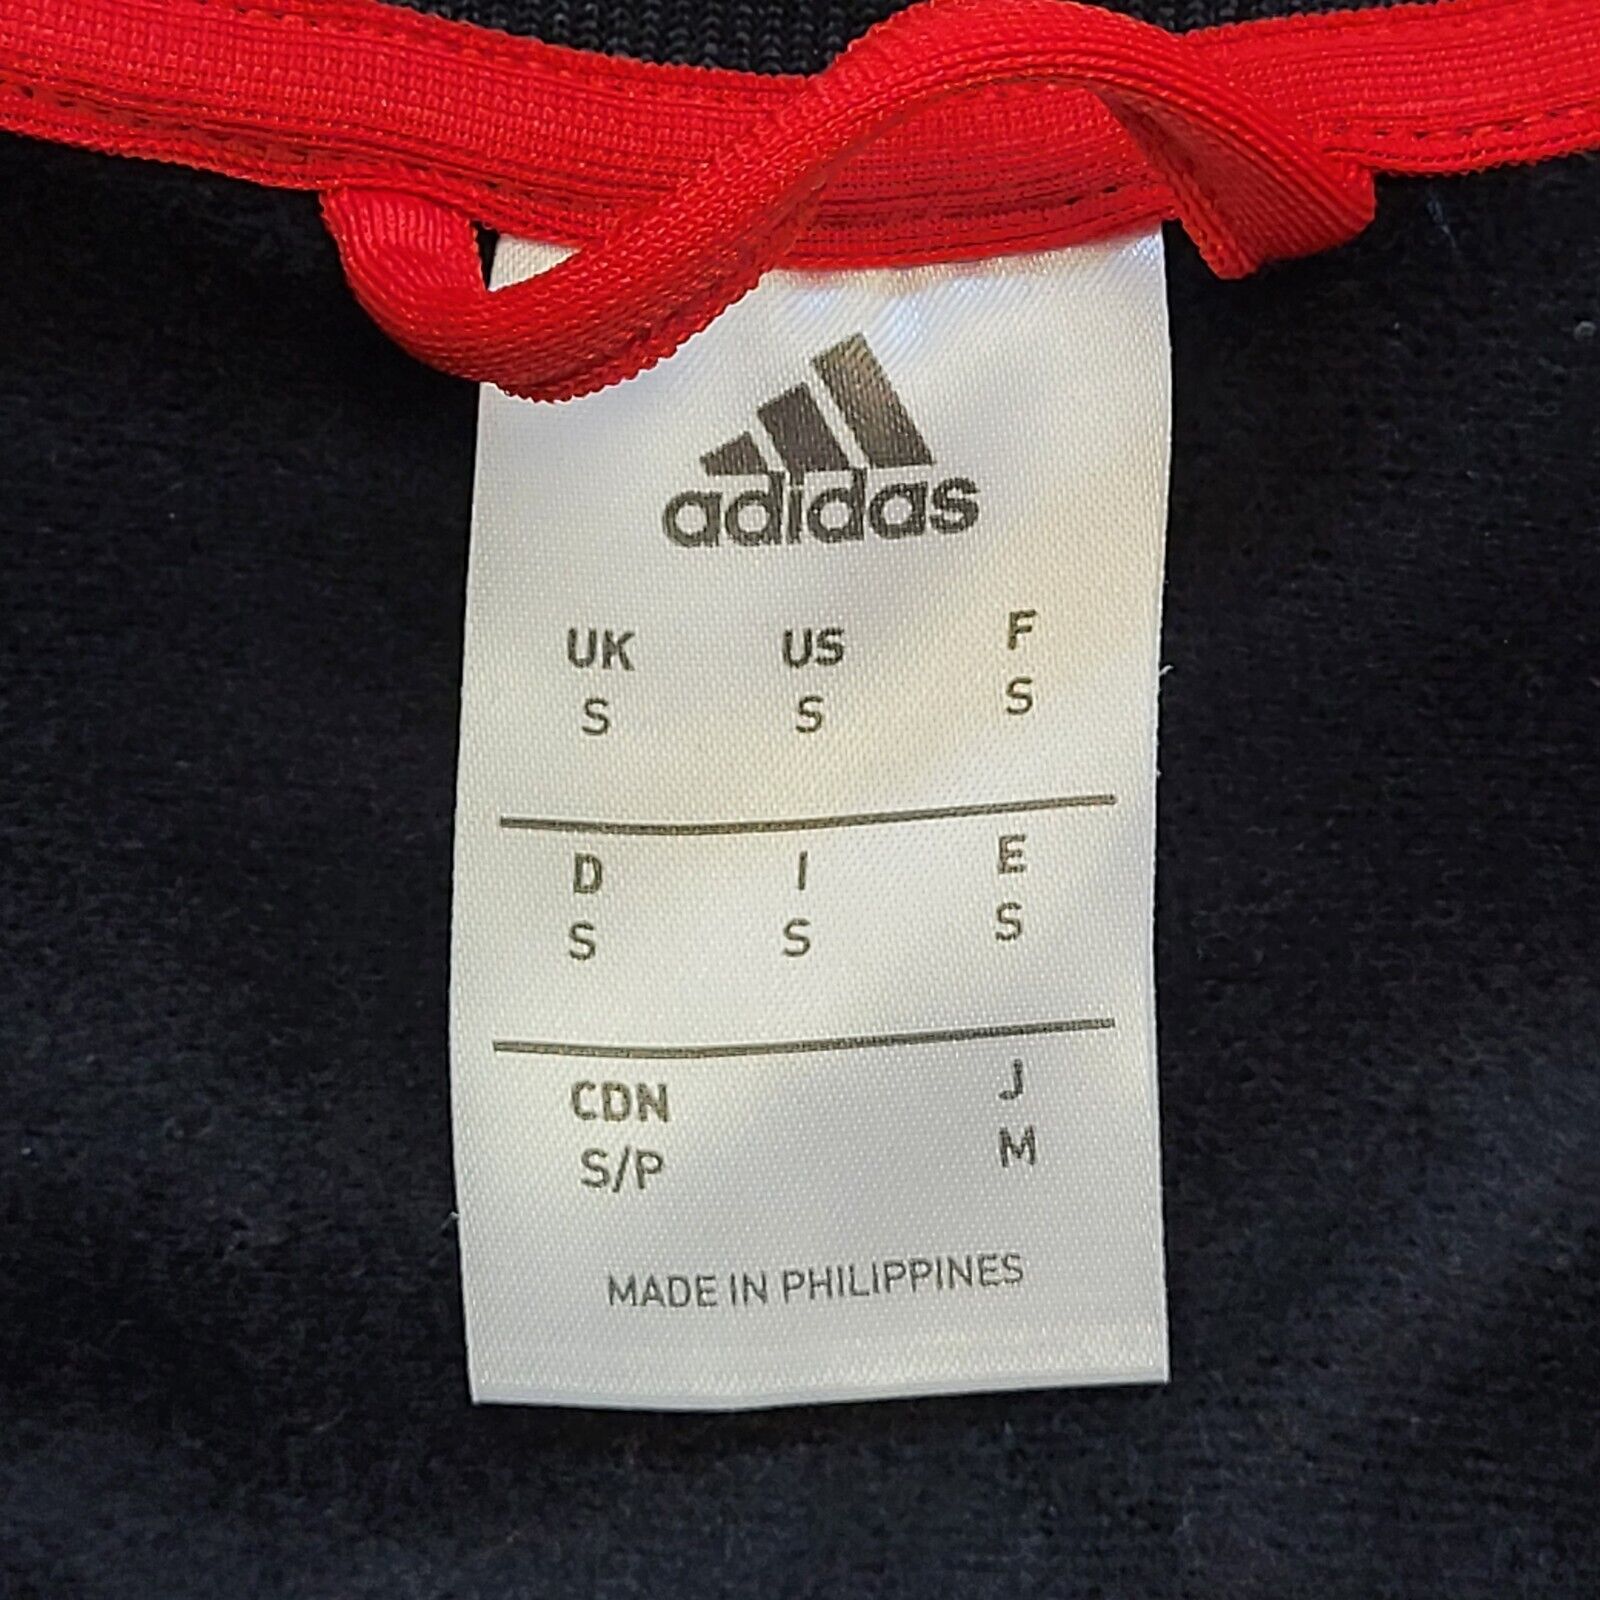 adidas
UK US F
S S S
D I E
S S S
CDN J
S/P M
MADE IN PHILIPPINES